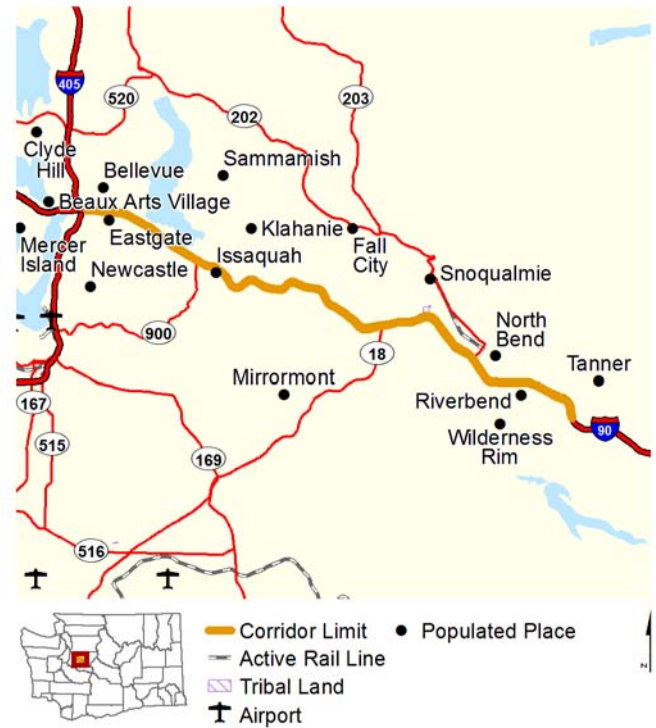 405
520
203
202
Clyde
Hill
Bellevue
Sammamish
Beaux Arts Village
Mercer
Island
Eastgate
Klahanie
Fall
City
Newcastle
Issaquah
Snoqualmie
900
18
North
Bend
Tanner
Mirrormont
Riverbend
Wilderness
Rim
90
167
515
169
516
Corridor Limit
Populated Place
Active Rail Line
Tribal Land
Airport
N